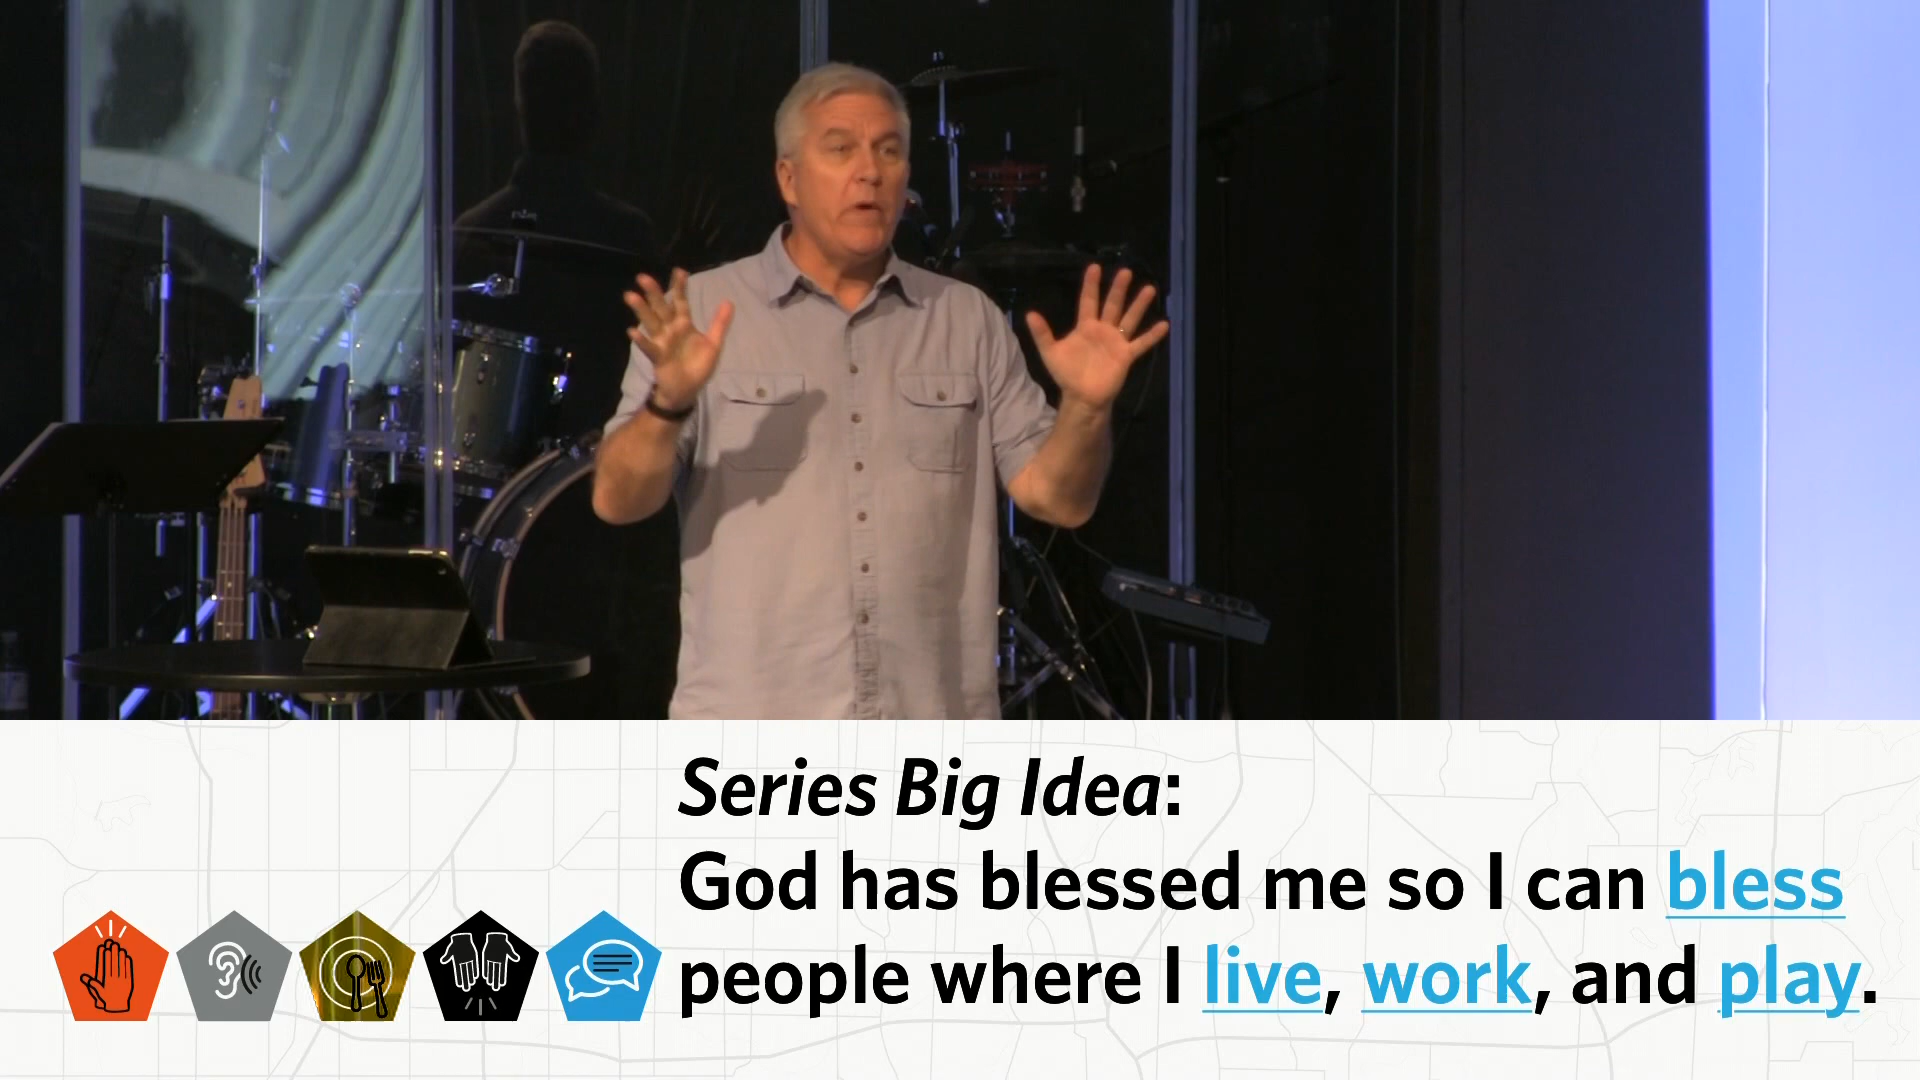 Series Big Idea:
God has blessed me so I can bless
people where I live, work, and play.